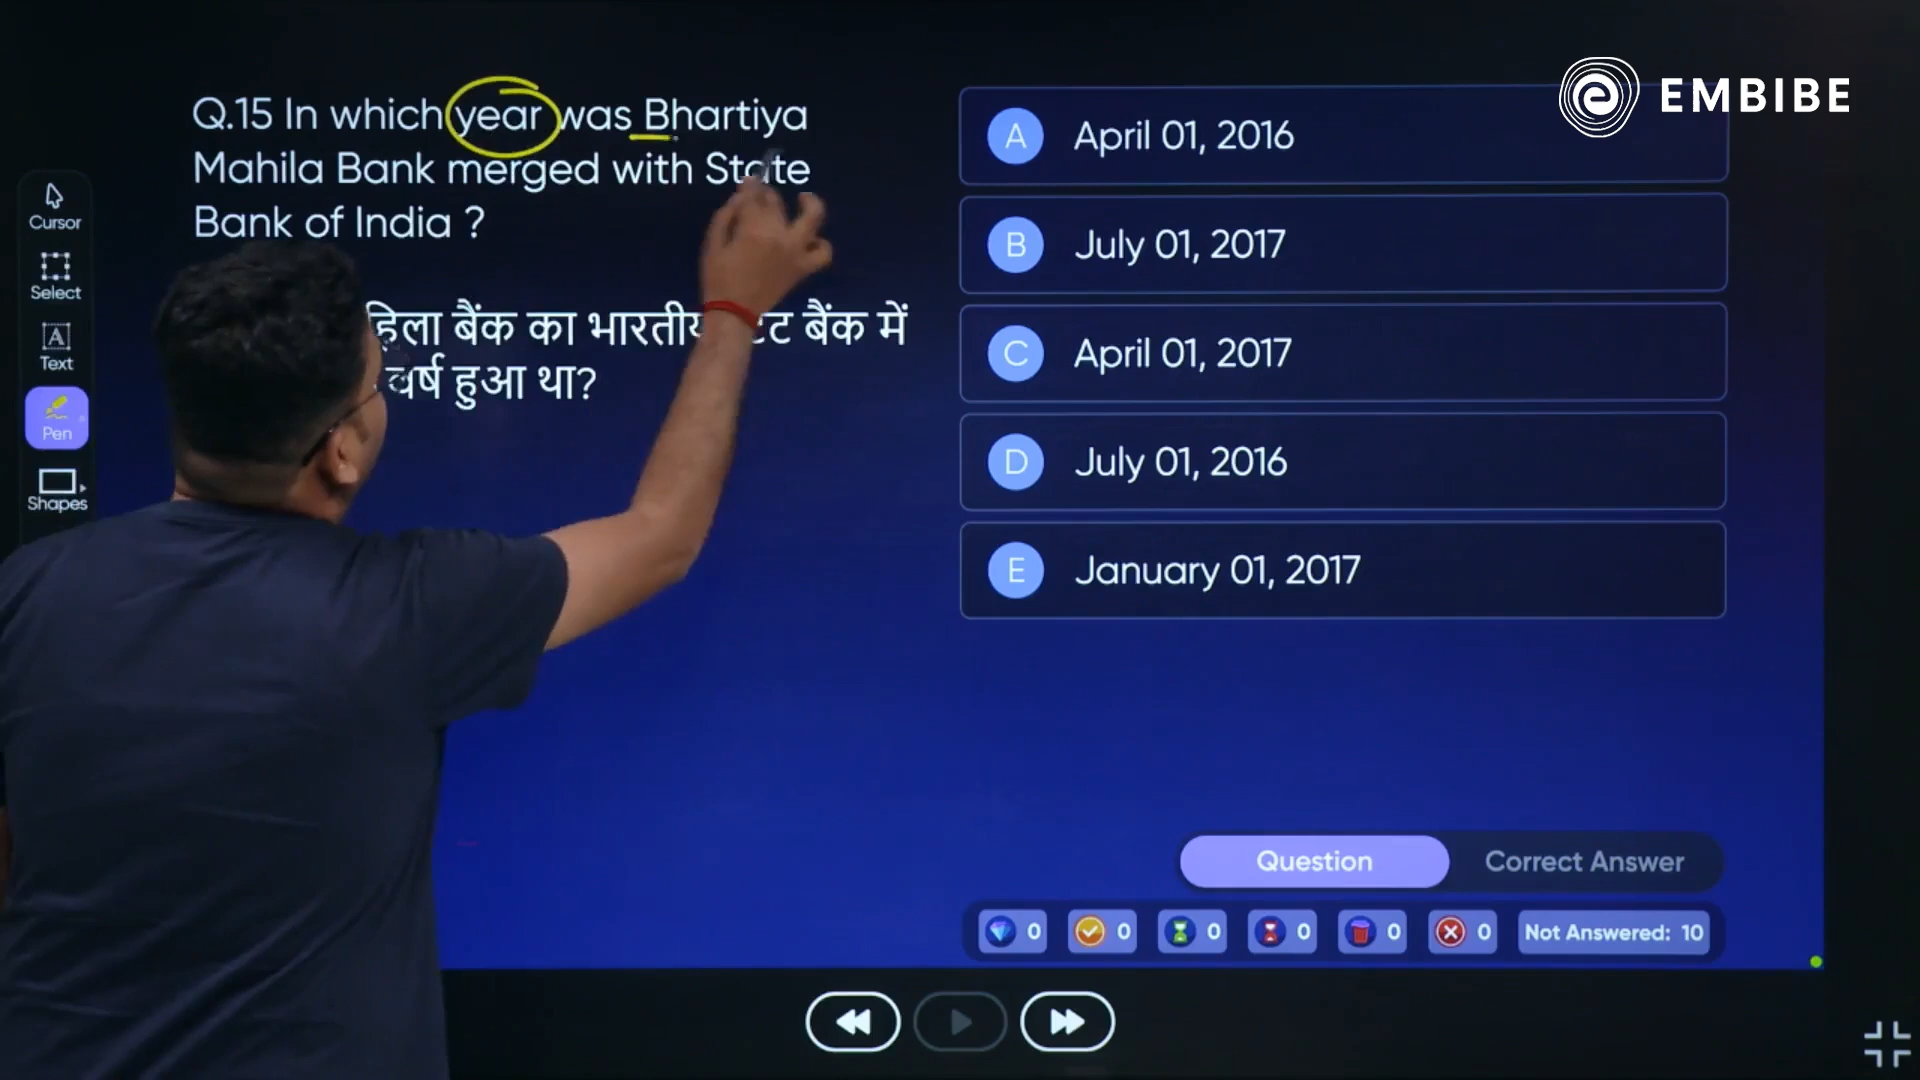 EMBIBE
Q.15 In which year was Bhartiya
Mahila Bank merged with State
Bank of India ?
बैंक का बैंक में
वर्ष हुआ था?
A April 01, 2016
B July 01, 2017
C April 01, 2017
D July 01, 2016
E January 01, 2017
Cursor
Select
A
Text
Pen
Shapes
Question Correct Answer
0 0 0 0 0 0 Not Answered: 10